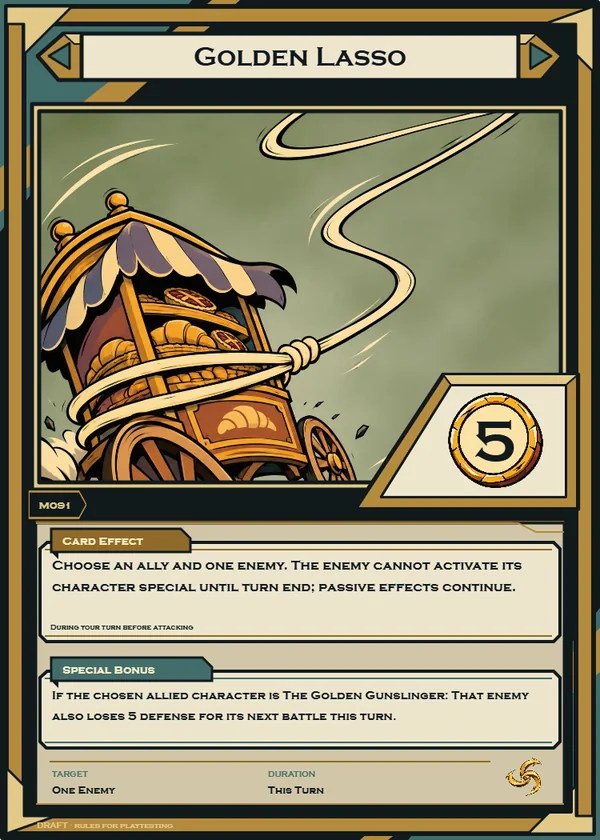 Golden Lasso
5
M091
Card Effect
Choose an ally and one enemy. The enemy cannot activate its
character special until turn end; passive effects continue.
During your turn before attacking
Special Bonus
If the chosen allied character is The Golden Gunslinger: That enemy
also loses 5 defense for its next battle this turn.
Target
Duration
One Enemy
This Turn
DRAFT · Rules for playtesting